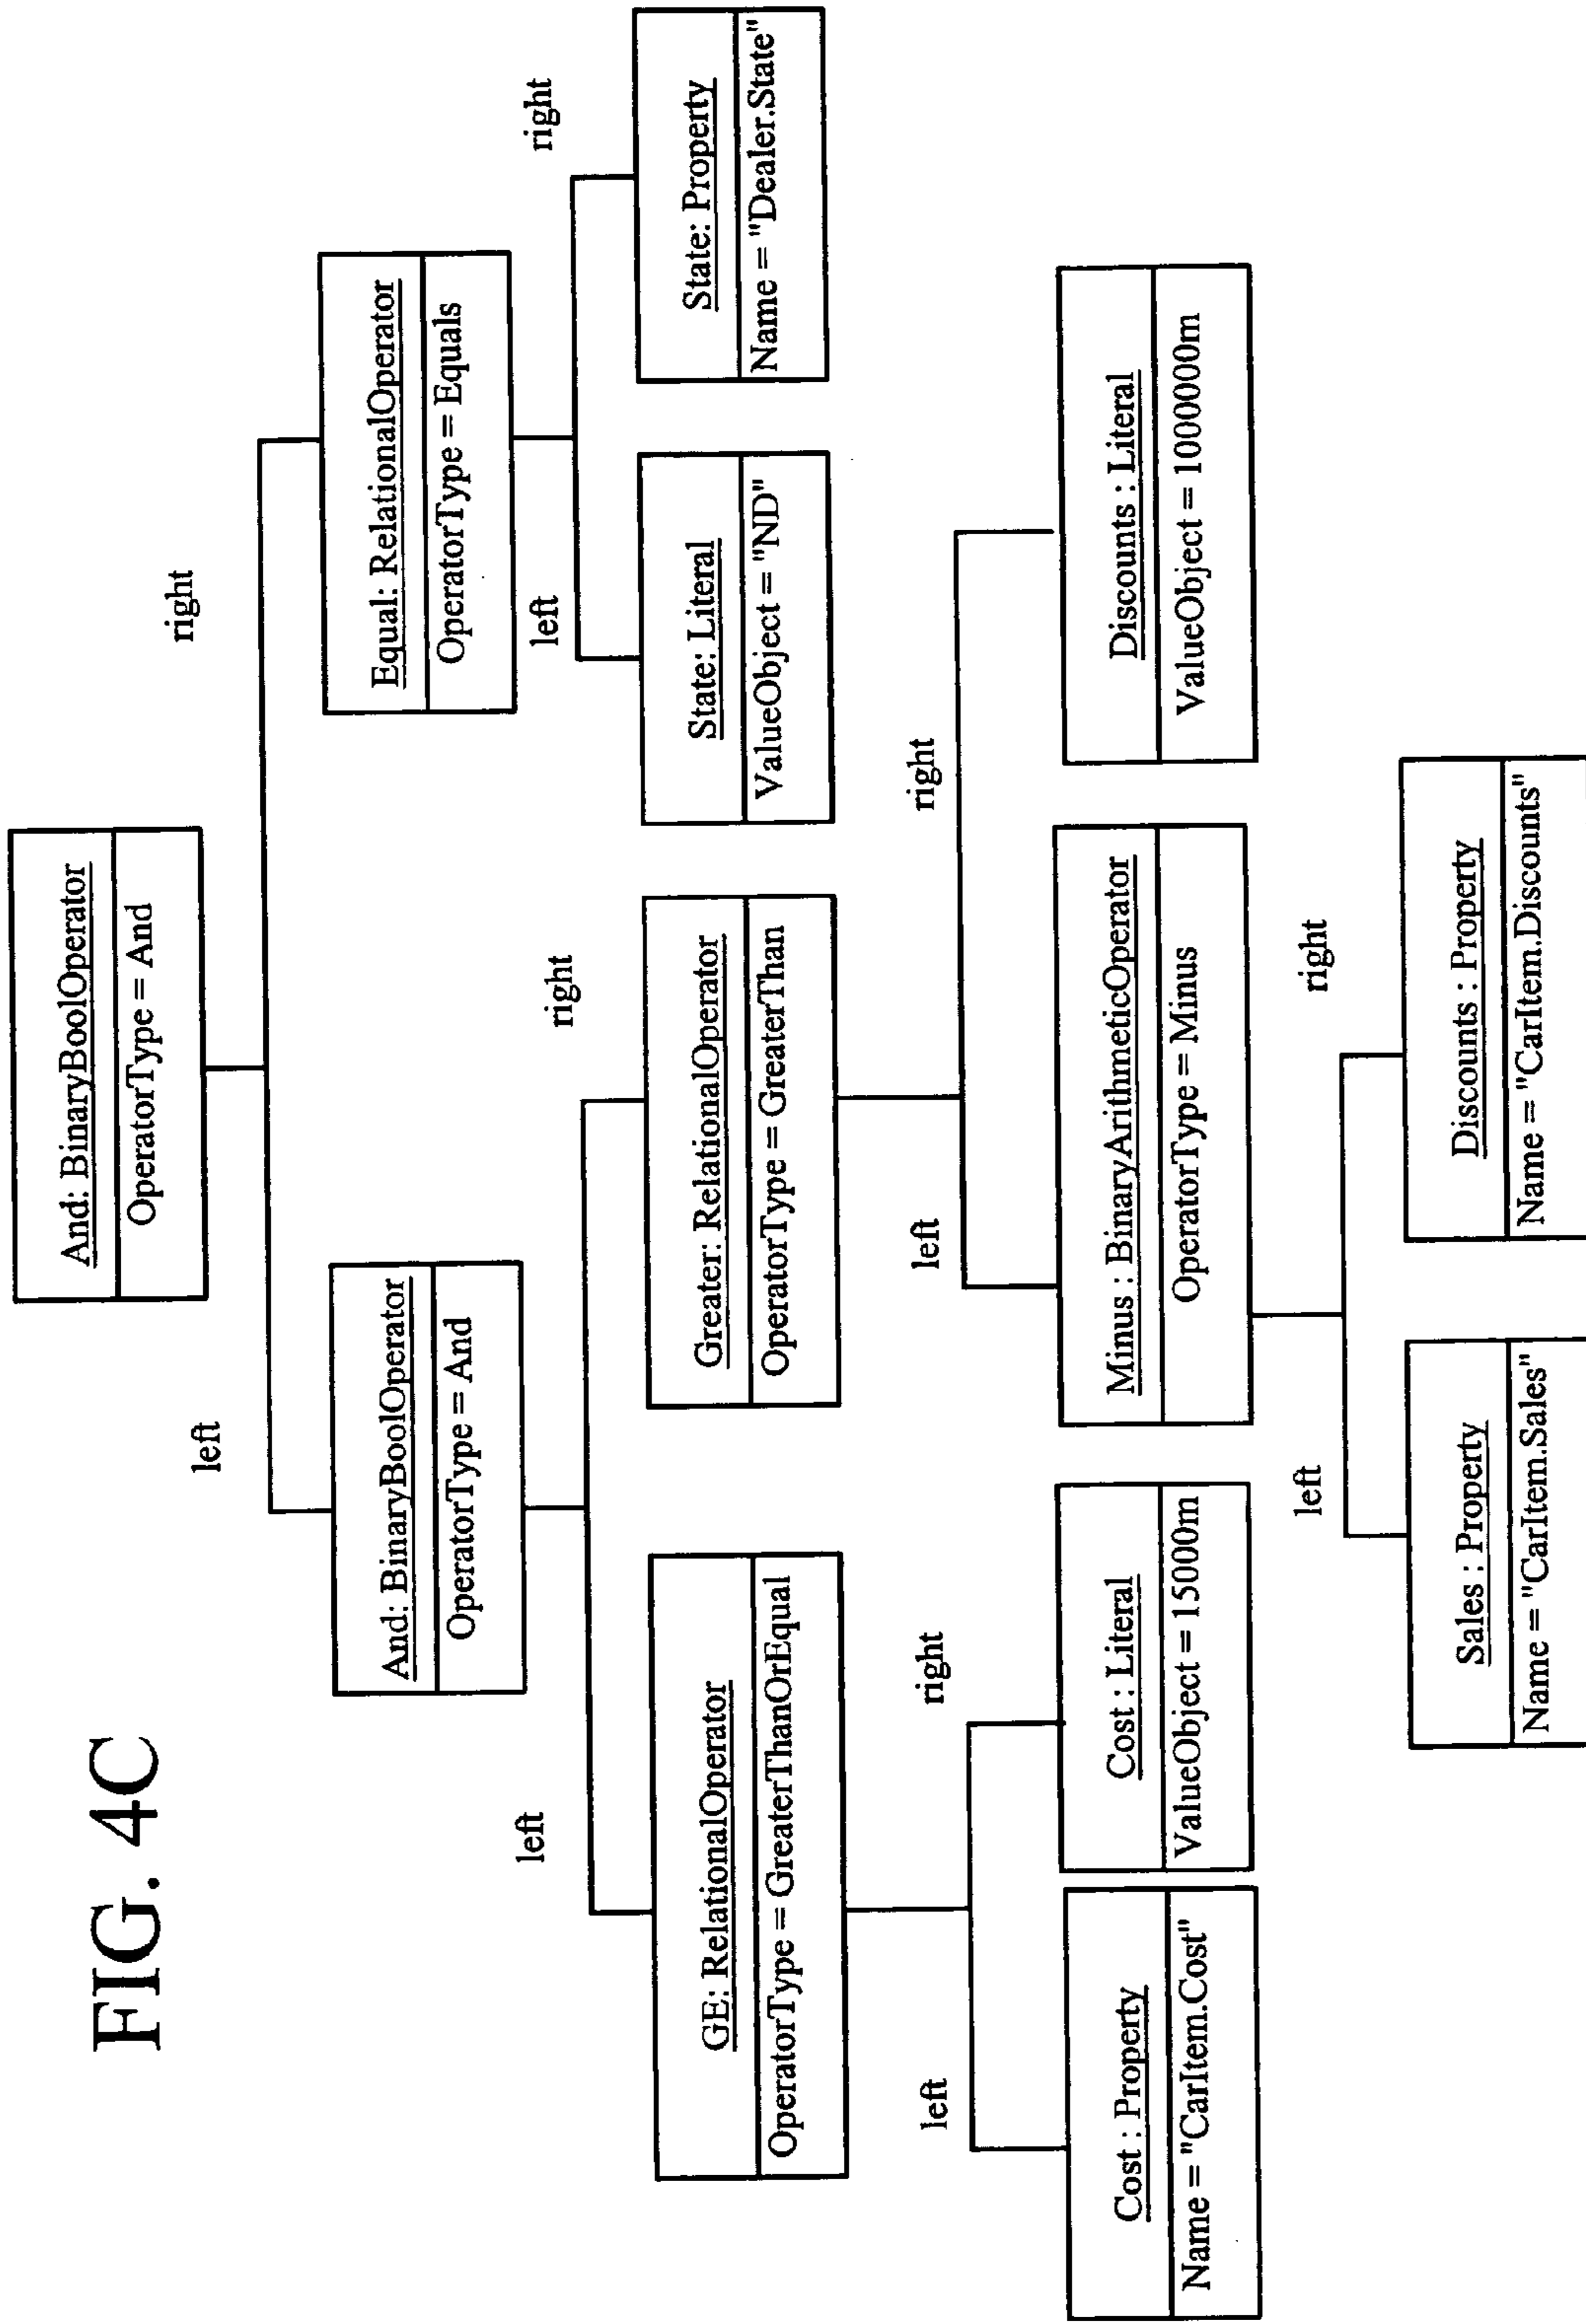 FIG. 4C
And: BinaryBoolOperator
OperatorType = And
left
right
And: BinaryBoolOperator
OperatorType = And
Equal: RelationalOperator
OperatorType = Equals
left
right
left
right
GE: RelationalOperator
OperatorType = GreaterThanOrEqual
Greater: RelationalOperator
OperatorType = GreaterThan
State: Literal
ValueObject = "ND"
State: Property
Name = "Dealer.State"
left
right
left
right
Cost : Property
Name = "CarItem.Cost"
Cost : Literal
ValueObject = 15000m
Minus : BinaryArithmeticOperator
OperatorType = Minus
Discounts : Literal
ValueObject = 100000m
left
right
Sales : Property
Name = "CarItem.Sales"
Discounts : Property
Name = "CarItem.Discounts"